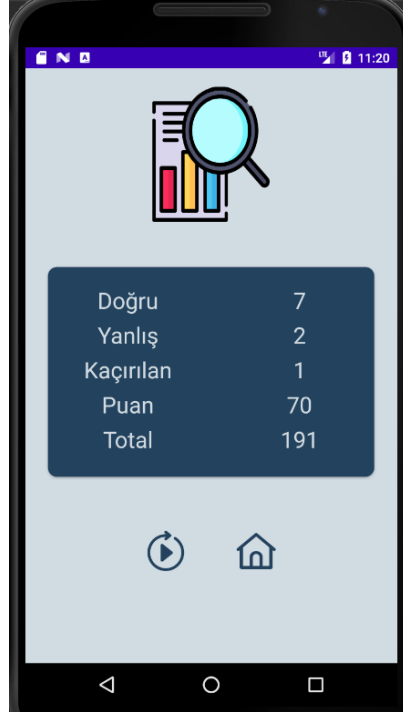 11:20
Doğru 7
Yanlış 2
Kaçırılan 1
Puan 70
Total 191